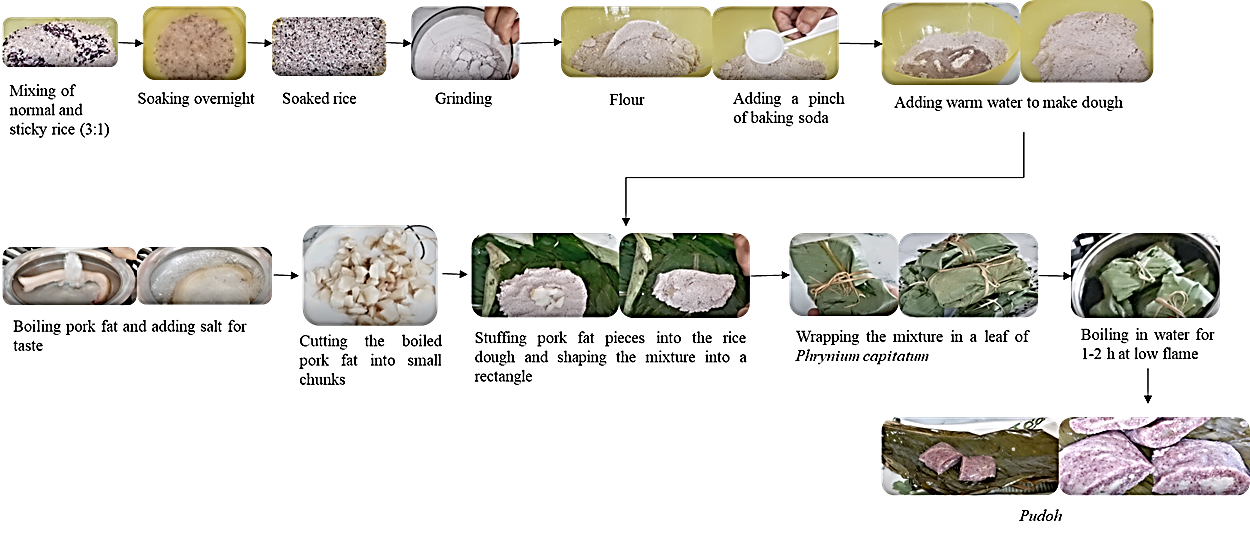 Mixing of
normal and
sticky rice (3:1)
Soaking overnight
Soaked rice
Grinding
Flour
Adding a pinch
of baking soda
Adding warm water to make dough
Boiling pork fat and adding salt for
taste
Cutting the boiled
pork fat into small
chunks
Stuffing pork fat pieces into the rice
dough and shaping the mixture into a
rectangle
Wrapping the mixture in a leaf of
Phrynium capitatum
Boiling in water for
1-2 h at low flame
Pudoh